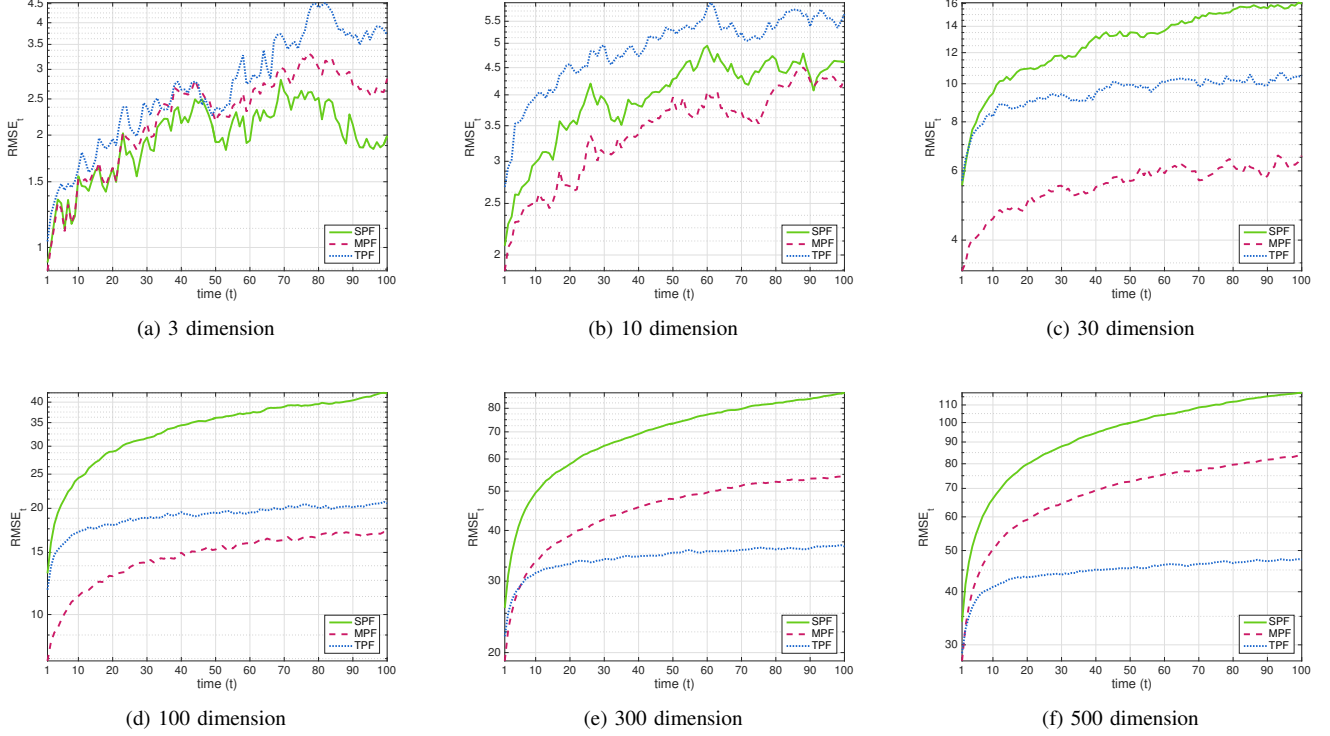 4.5
4
3.5
3
2.5
2
1.5
1
RMSE_t
SPF
MPF
TPF
1 10 20 30 40 50 60 70 80 90 100
time (t)
(a) 3 dimension
5.5
5
4.5
4
3.5
3
2.5
2
RMSE_t
SPF
MPF
TPF
1 10 20 30 40 50 60 70 80 90 100
time (t)
(b) 10 dimension
16
14
12
10
8
6
4
RMSE_t
SPF
MPF
TPF
1 10 20 30 40 50 60 70 80 90 100
time (t)
(c) 30 dimension
40
35
30
25
20
15
10
RMSE_t
SPF
MPF
TPF
1 10 20 30 40 50 60 70 80 90 100
time (t)
(d) 100 dimension
80
70
60
50
40
30
20
RMSE_t
SPF
MPF
TPF
1 10 20 30 40 50 60 70 80 90 100
time (t)
(e) 300 dimension
110
100
90
80
70
60
50
40
30
RMSE_t
SPF
MPF
TPF
1 10 20 30 40 50 60 70 80 90 100
time (t)
(f) 500 dimension